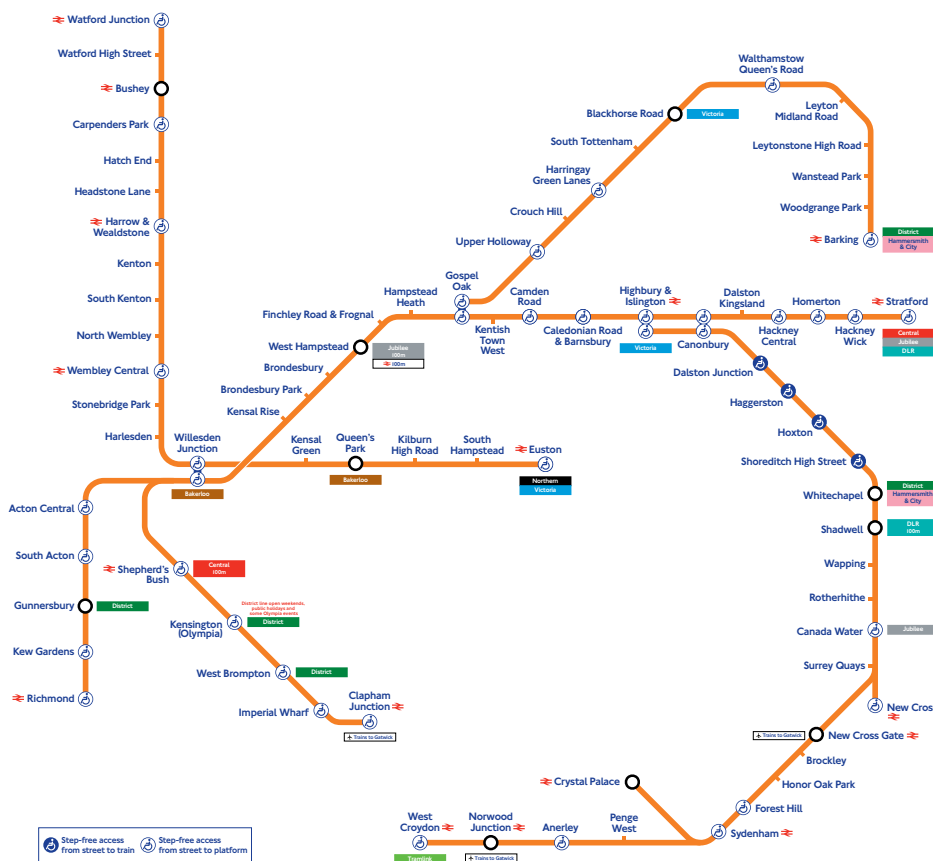 Watford Junction
Watford High Street
Bushey
Carpenders Park
Hatch End
Headstone Lane
Harrow &
Wealdstone
Kenton
South Kenton
North Wembley
Wembley Central
Stonebridge Park
Harlesden
Willesden
Junction
Bakerloo
Kensal
Green
Queen's
Park
Bakerloo
Kilburn
High Road
South
Hampstead
Euston
Northern
Victoria
Acton Central
South Acton
Gunnersbury
District
Kew Gardens
Richmond
Shepherd's
Bush
Central
100m
District line open weekends,
public holidays and
some Olympia events
Kensington
(Olympia)
District
West Brompton
District
Imperial Wharf
Clapham
Junction
Trains to Gatwick
Kensal Rise
Brondesbury Park
Brondesbury
West Hampstead
Jubilee
100m
100m
Finchley Road & Frognal
Hampstead
Heath
Gospel
Oak
Upper Holloway
Crouch Hill
Harringay
Green Lanes
South Tottenham
Blackhorse Road
Victoria
Walthamstow
Queen's Road
Leyton
Midland Road
Leytonstone High Road
Wanstead Park
Woodgrange Park
Barking
District
Hammersmith
& City
Kentish
Town
West
Camden
Road
Caledonian Road
& Barnsbury
Highbury &
Islington
Victoria
Canonbury
Dalston
Kingsland
Hackney
Central
Homerton
Hackney
Wick
Stratford
Central
Jubilee
DLR
Dalston Junction
Haggerston
Hoxton
Shoreditch High Street
Whitechapel
District
Hammersmith
& City
Shadwell
DLR
100m
Wapping
Rotherhithe
Canada Water
Jubilee
Surrey Quays
New Cros
Trains to Gatwick
New Cross Gate
Brockley
Honor Oak Park
Forest Hill
Sydenham
Crystal Palace
Penge
West
Anerley
Norwood
Junction
Trains to Gatwick
West
Croydon
Tramlink
Step-free access
from street to train
Step-free access
from street to platform